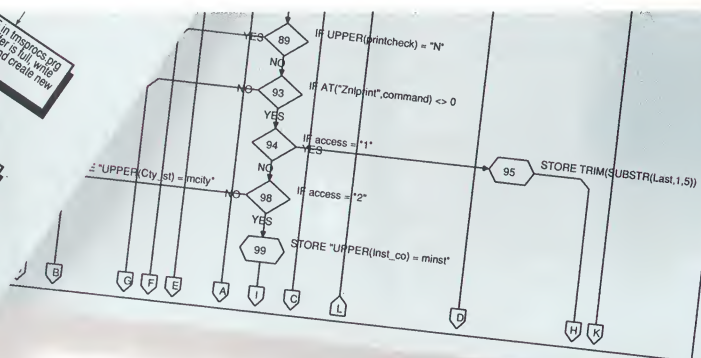 in tmsprocs.prg
er is full, write
nd create new
YES
89
IF UPPER(printcheck) = "N"
NO
NO
93
IF AT("Znlprint",command) <> 0
YES
94
IF access = "1"
YES
95
STORE TRIM(SUBSTR(Last,1,5))
NO
E "UPPER(Cty_st) = mcity"
NO
98
IF access = "2"
YES
99
STORE "UPPER(Inst_co) = minst"
B
G
F
E
A
I
C
L
D
H
K